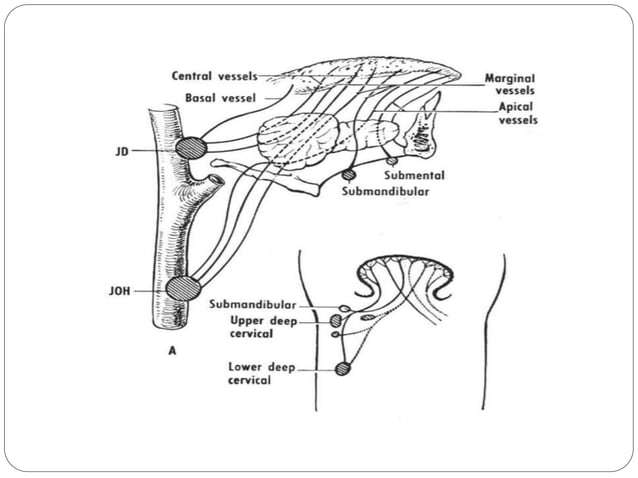 Central vessels
Basal vessel
Marginal
vessels
Apical
vessels
JD
Submental
Submandibular
JOH
A
Submandibular
Upper deep
cervical
Lower deep
cervical